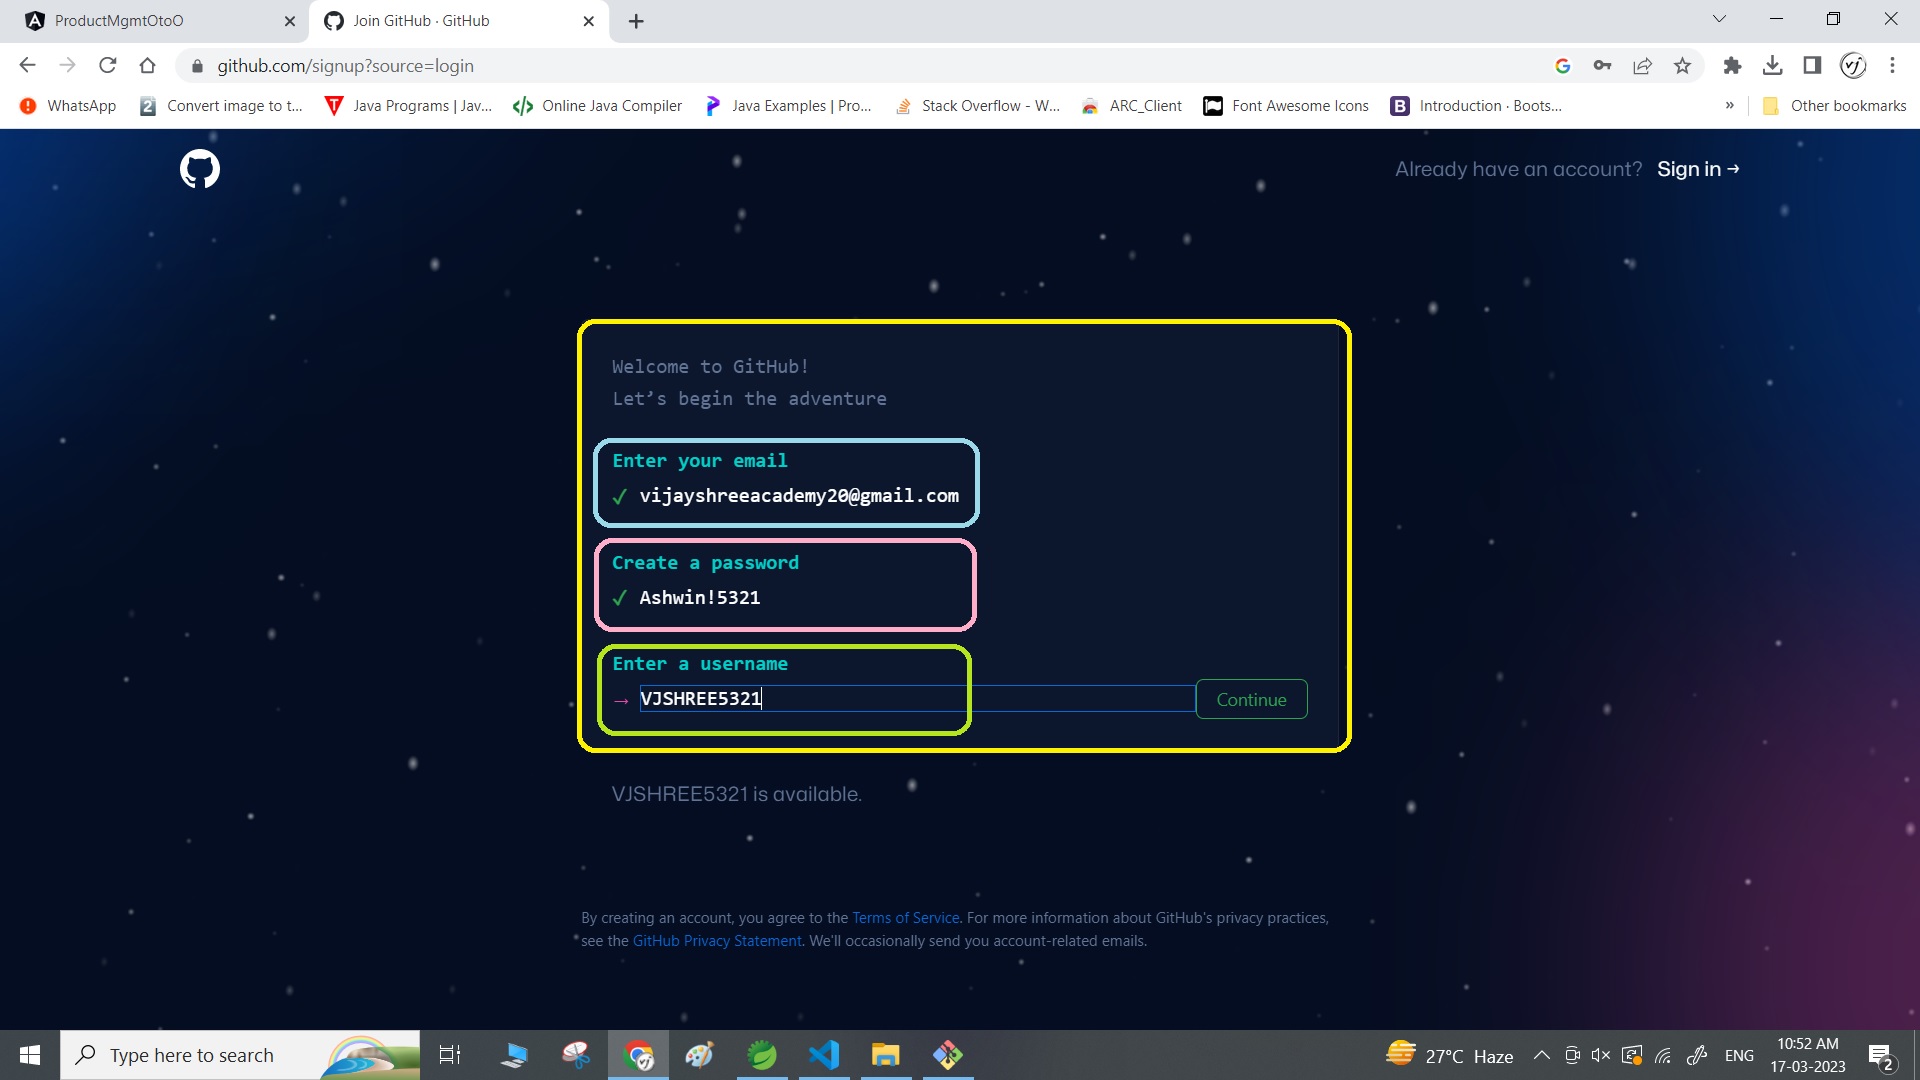 ProductMgmtOtoO
Join GitHub · GitHub
github.com/signup?source=login
WhatsApp
Convert image to t...
Java Programs | Jav...
Online Java Compiler
Java Examples | Pro...
Stack Overflow - W...
ARC_Client
Font Awesome Icons
Introduction · Boots...
»
Other bookmarks
Already have an account? Sign in →
Welcome to GitHub!
Let’s begin the adventure
Enter your email
✓ vijayshreeacademy20@gmail.com
Create a password
✓ Ashwin!5321
Enter a username
→ VJSHREE5321
Continue
VJSHREE5321 is available.
By creating an account, you agree to the Terms of Service. For more information about GitHub's privacy practices,
see the GitHub Privacy Statement. We'll occasionally send you account-related emails.
Type here to search
27°C Haze
ENG
10:52 AM
17-03-2023
2